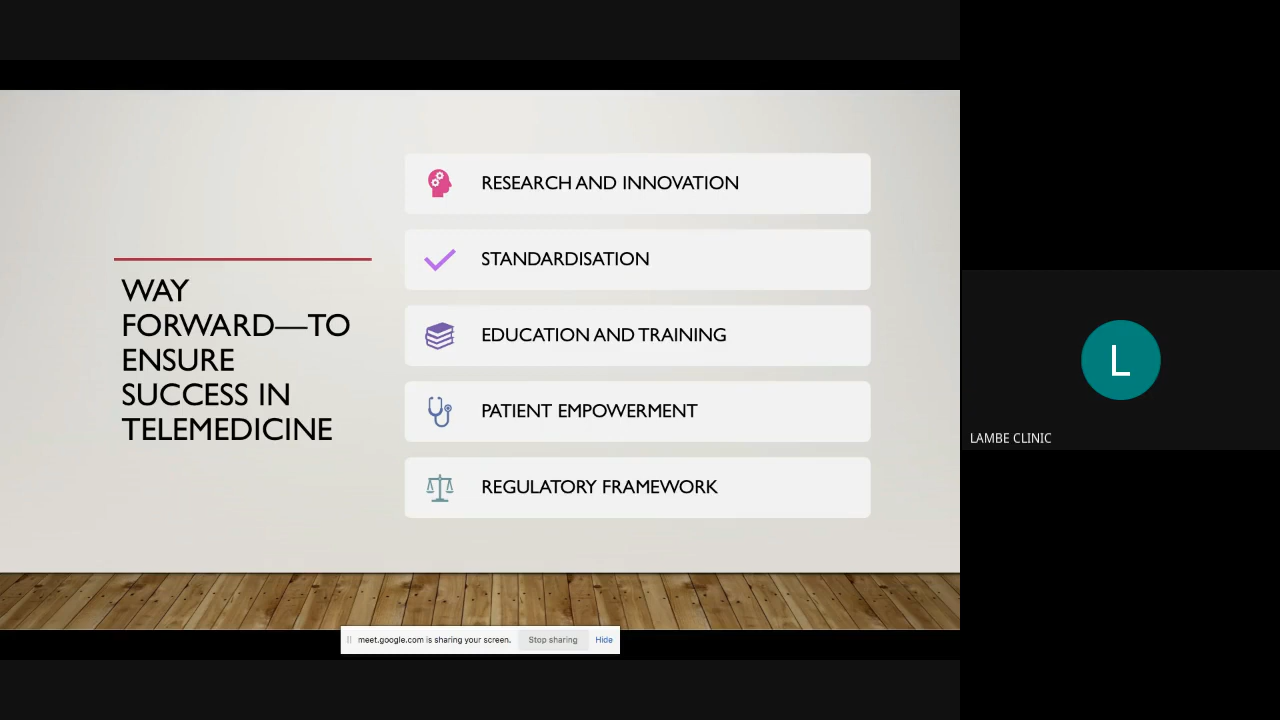 WAY
FORWARD—TO
ENSURE
SUCCESS IN
TELEMEDICINE
RESEARCH AND INNOVATION
STANDARDISATION
EDUCATION AND TRAINING
PATIENT EMPOWERMENT
REGULATORY FRAMEWORK
meet.google.com is sharing your screen. Stop sharing Hide
L
LAMBE CLINIC